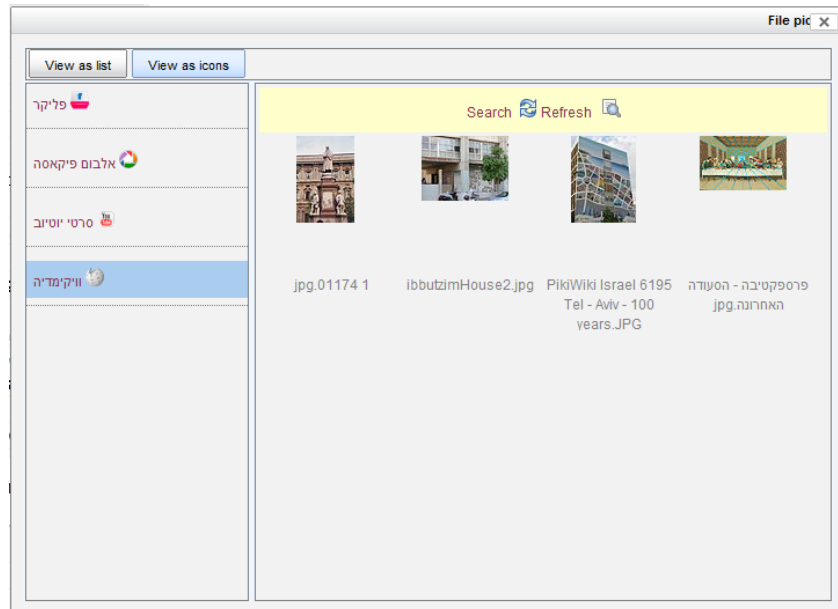 File pic
View as list
View as icons
פליקר
אלבום פיקאסה
סרטי יוטיוב
וויקימדיה
Search Refresh
jpg.01174 1
ibbutzimHouse2.jpg
PikiWiki Israel 6195
Tel - Aviv - 100
years.JPG
פרספקטיבה - הסעודה
האחרונה.jpg